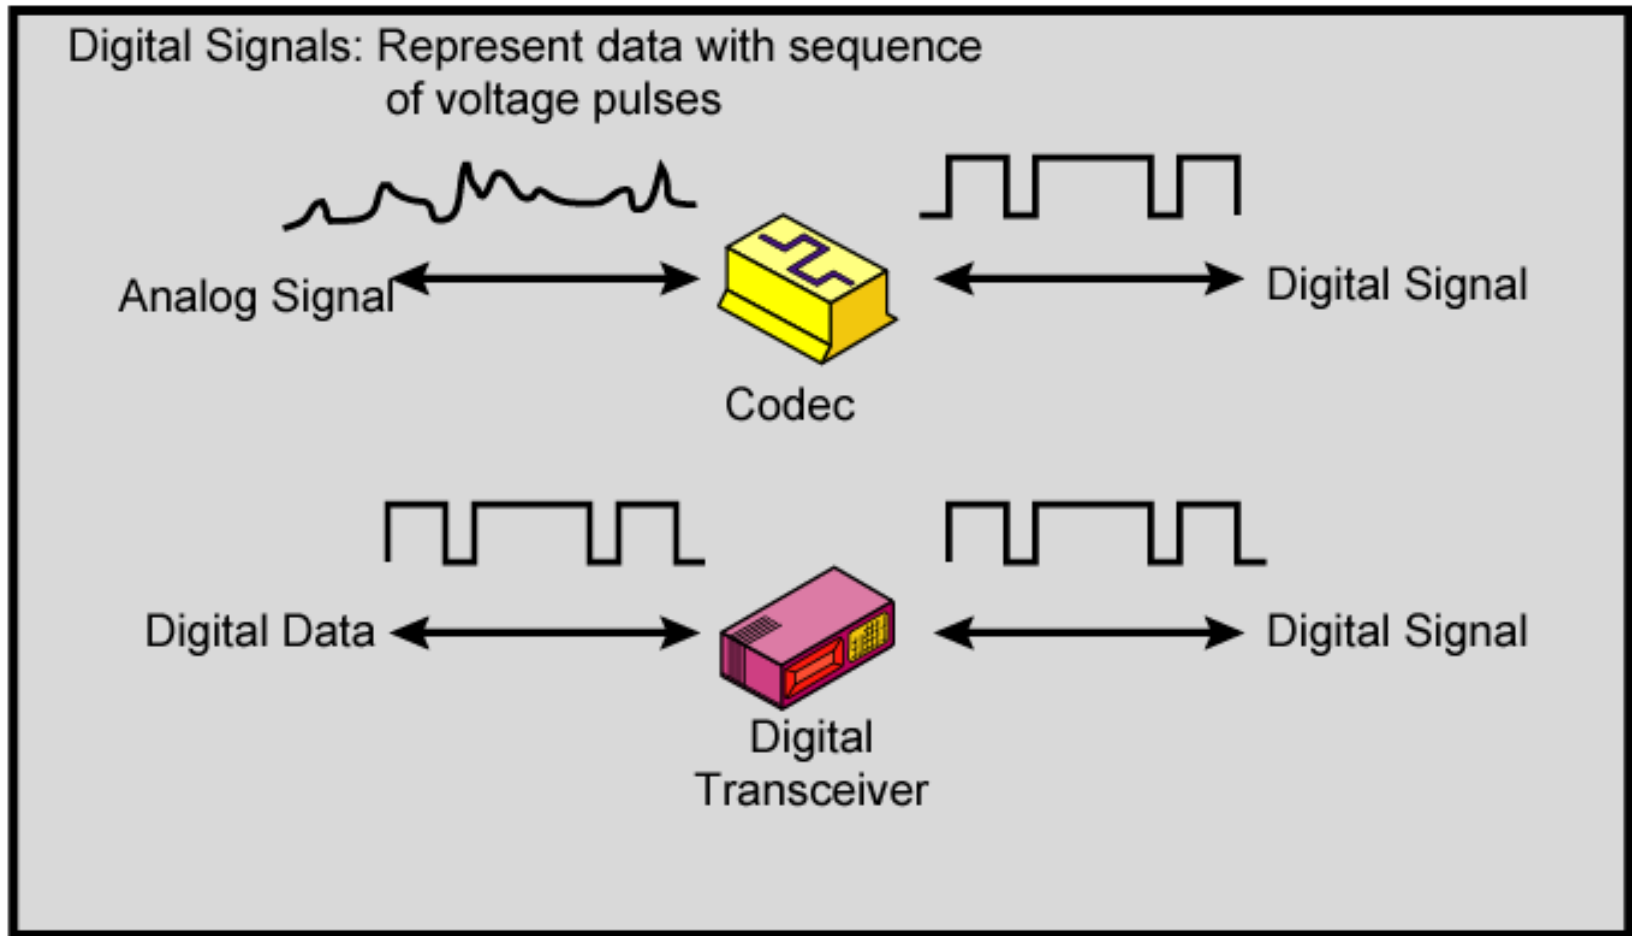 Digital Signals: Represent data with sequence
of voltage pulses
Analog Signal
Digital Signal
Codec
Digital Data
Digital Signal
Digital
Transceiver